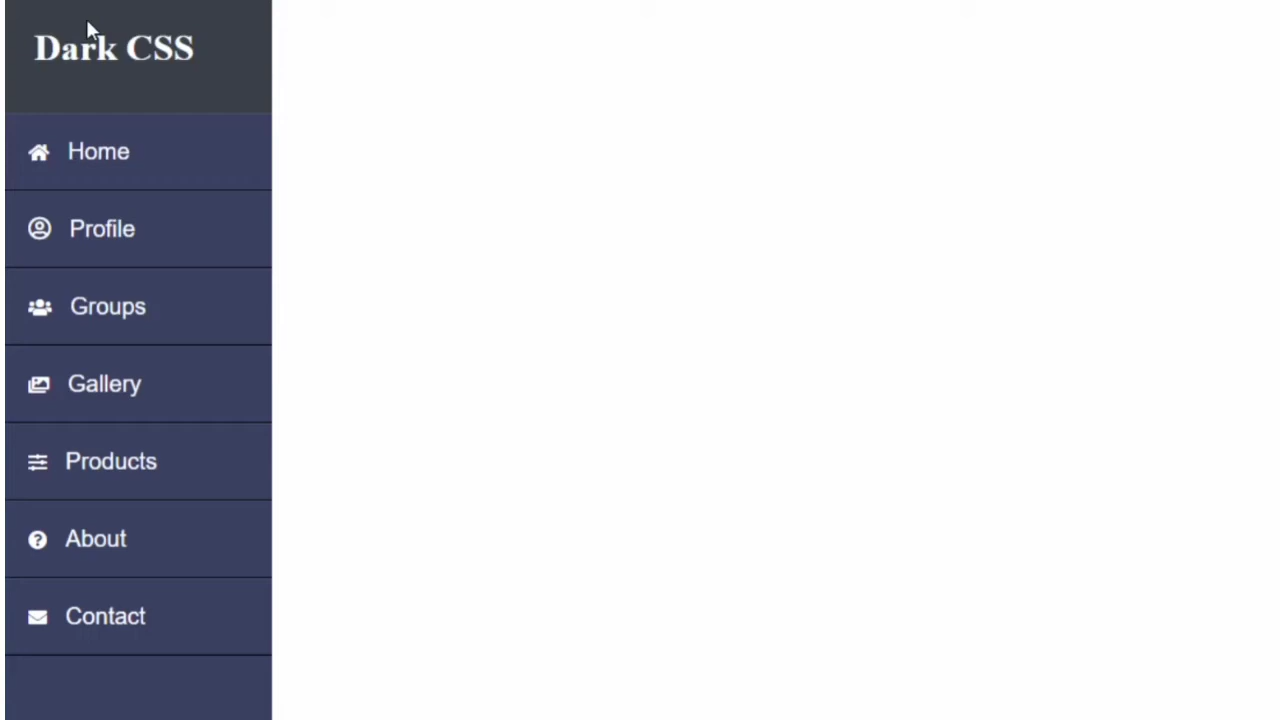 Dark CSS
Home
Profile
Groups
Gallery
Products
About
Contact